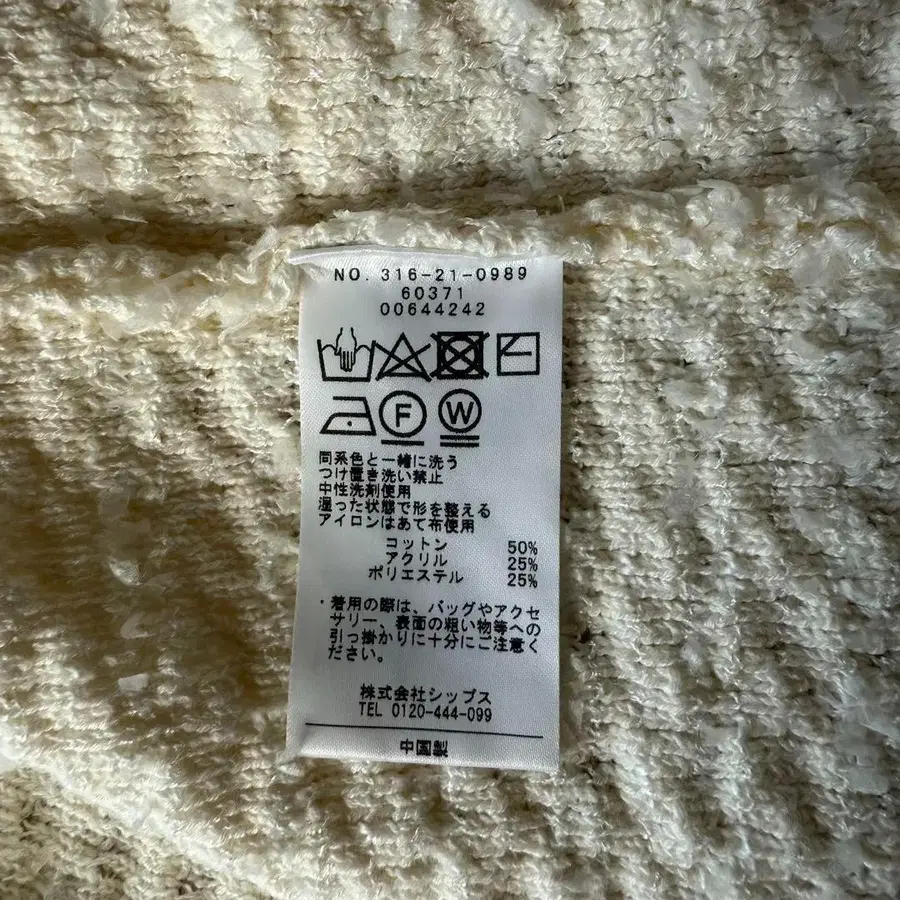 NO. 316-21-0989
60371
00644242
F W
同系色と一緒に洗う
つけ置き洗い禁止
中性洗剤使用
湿った状態で形を整える
アイロンはあて布使用
コットン 50%
アクリル 25%
ポリエステル 25%
・着用の際は、バッグやアクセ
サリー、表面の粗い物等への
引っ掛かりに十分にご注意く
ださい。
株式会社シップス
TEL 0120-444-099
中国製